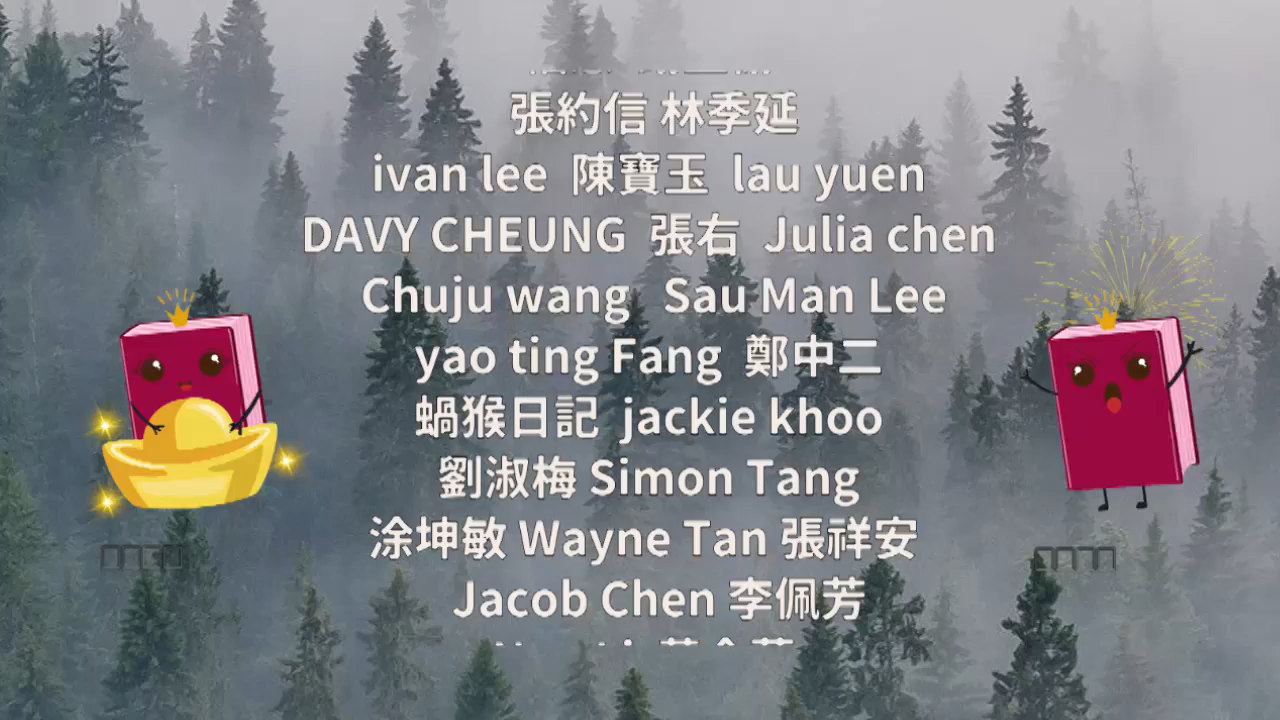 張約信 林季延
ivan lee 陳寶玉 lau yuen
DAVY CHEUNG 張右 Julia chen
Chuju wang Sau Man Lee
yao ting Fang 鄭中二
蝸猴日記 jackie khoo
劉淑梅 Simon Tang
涂坤敏 Wayne Tan 張祥安
Jacob Chen 李佩芳